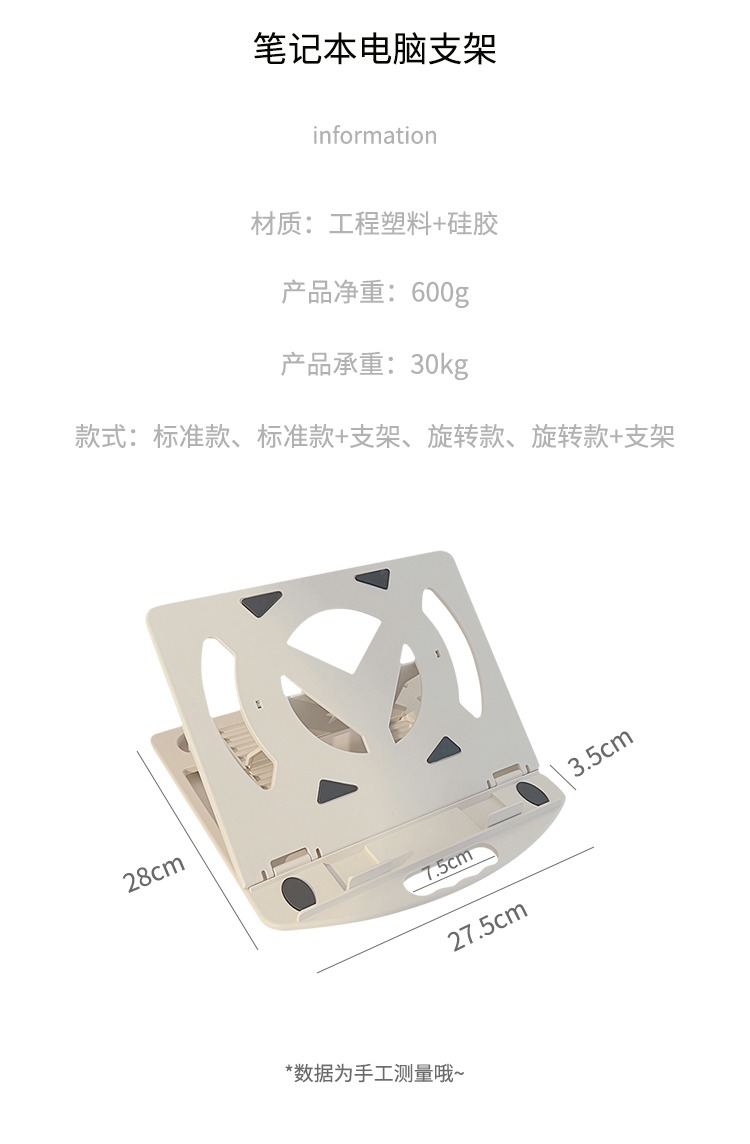 笔记本电脑支架
information
材质：工程塑料+硅胶
产品净重：600g
产品承重：30kg
款式：标准款、标准款+支架、旋转款、旋转款+支架
3.5cm
28cm
7.5cm
27.5cm
*数据为手工测量哦~